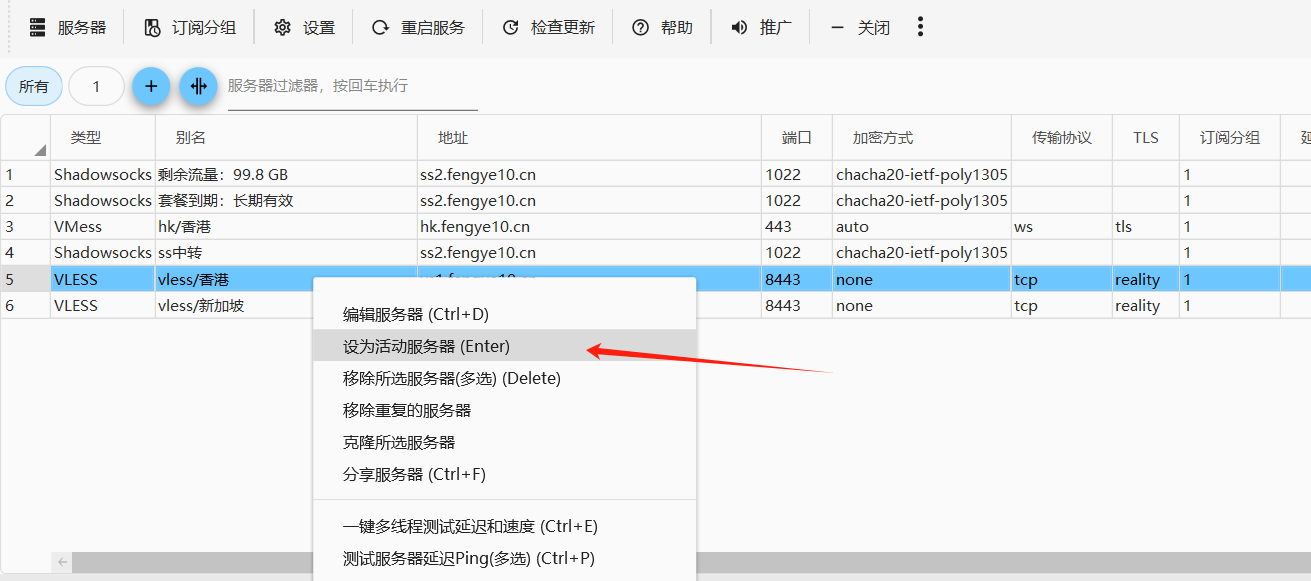 服务器 订阅分组 设置 重启服务 检查更新 帮助 推广 关闭
所有 1 服务器过滤器，按回车执行
类型 别名 地址 端口 加密方式 传输协议 TLS 订阅分组
1 Shadowsocks 剩余流量：99.8 GB ss2.fengye10.cn 1022 chacha20-ietf-poly1305 1
2 Shadowsocks 套餐到期：长期有效 ss2.fengye10.cn 1022 chacha20-ietf-poly1305 1
3 VMess hk/香港 hk.fengye10.cn 443 auto ws tls 1
4 Shadowsocks ss中转 ss2.fengye10.cn 1022 chacha20-ietf-poly1305 1
5 VLESS vless/香港 8443 none tcp reality 1
6 VLESS vless/新加坡 8443 none tcp reality 1
编辑服务器 (Ctrl+D)
设为活动服务器 (Enter)
移除所选服务器(多选) (Delete)
移除重复的服务器
克隆所选服务器
分享服务器 (Ctrl+F)
一键多线程测试延迟和速度 (Ctrl+E)
测试服务器延迟Ping(多选) (Ctrl+P)